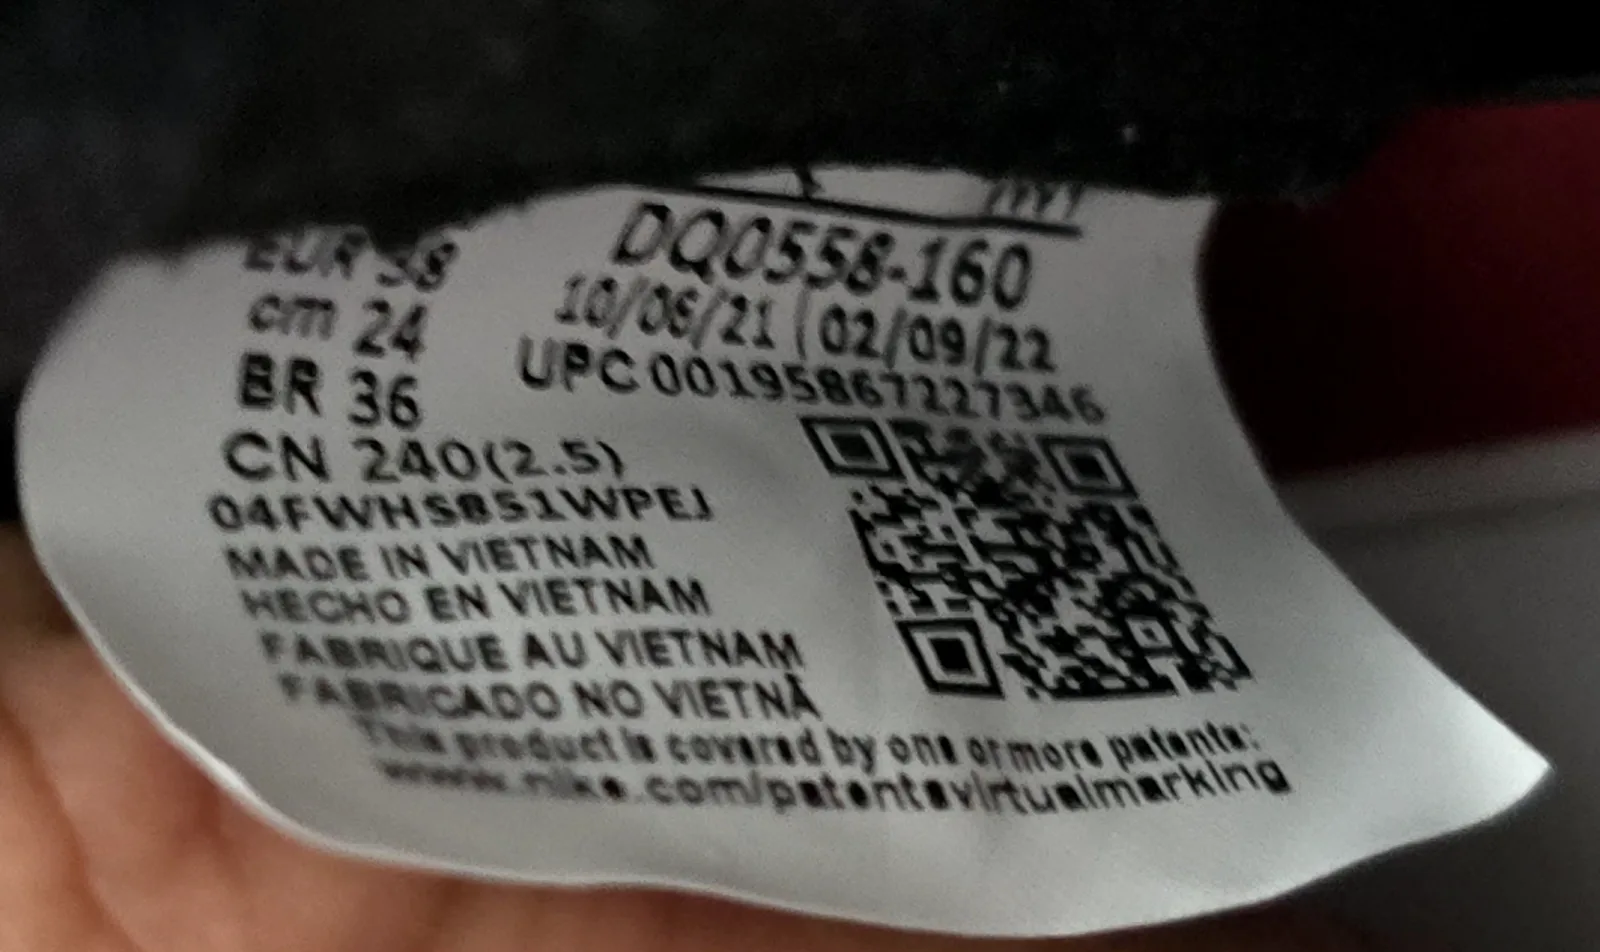 EUR 38
cm 24
BR 36
CN 240(2.5)
04FWHSB51WPEJ
MADE IN VIETNAM
HECHO EN VIETNAM
FABRIQUE AU VIETNAM
FABRICADO NO VIETNÃ
This product is covered by one or more patents:
www.nike.com/patentsvirtualmarking
DQ0558-160
10/06/21 02/09/22
UPC 00195867227346